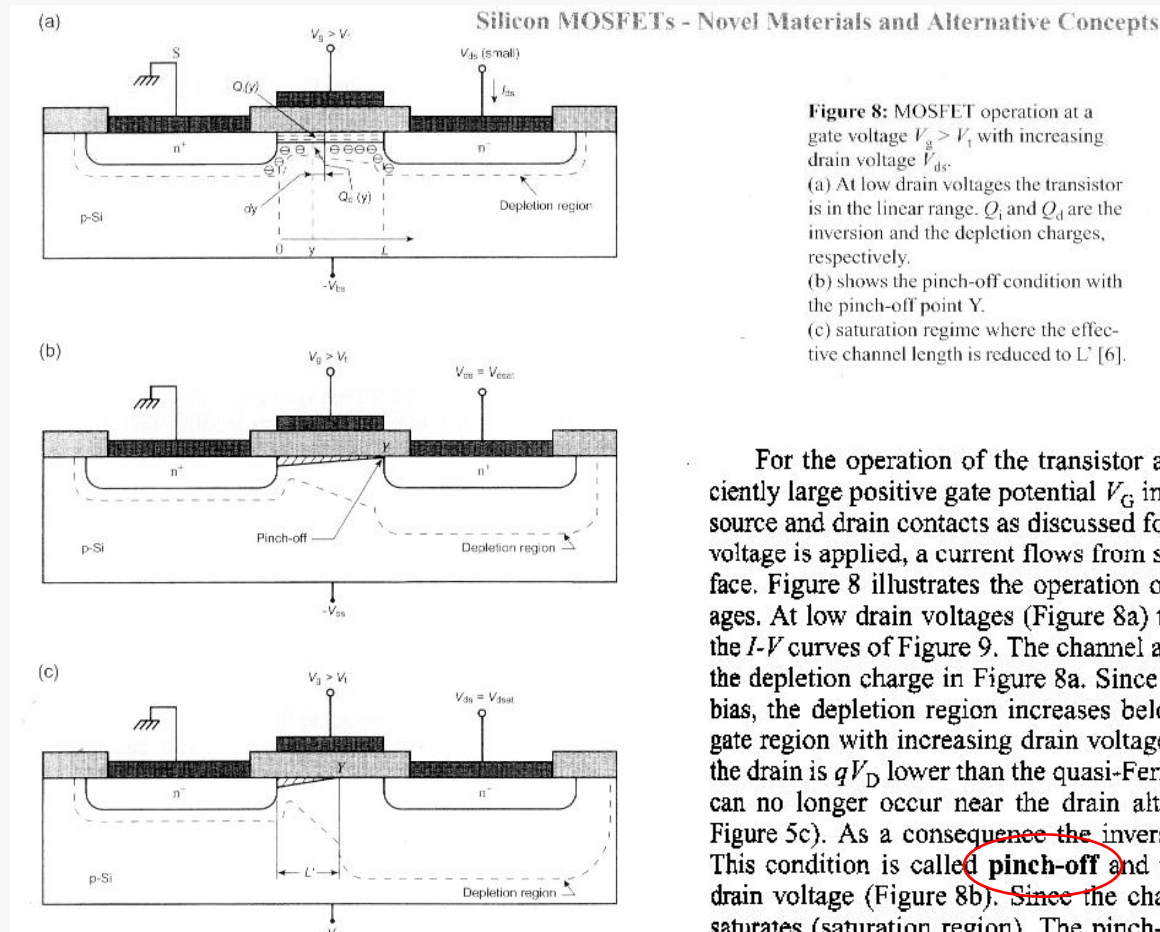 Silicon MOSFETs - Novel Materials and Alternative Concepts
(a)
S
V_ds (small)
I_ds
n⁺
Q_d (y)
dy
p-Si
Depletion region
0 y L
-V_bs
Figure 8: MOSFET operation at a
gate voltage V_g > V_t with increasing
drain voltage V_ds.
(a) At low drain voltages the transistor
is in the linear range. Q_i and Q_d are the
inversion and the depletion charges,
respectively.
(b) shows the pinch-off condition with
the pinch-off point Y.
(c) saturation regime where the effec-
tive channel length is reduced to L' [6].
(b)
V_g > V_t
V_ds = V_dsat
Y
n⁺ n⁺
Pinch-off
p-Si
Depletion region
-V_bs
(c)
V_g > V_t
V_ds = V_dsat
Y
n⁺
L'
p-Si
Depletion region
For the operation of the transistor a
ciently large positive gate potential V_G in
source and drain contacts as discussed fo
voltage is applied, a current flows from s
face. Figure 8 illustrates the operation o
ages. At low drain voltages (Figure 8a) t
the I-V curves of Figure 9. The channel a
the depletion charge in Figure 8a. Since
bias, the depletion region increases belo
gate region with increasing drain voltage
the drain is qV_D lower than the quasi-Fer
can no longer occur near the drain alt
Figure 5c). As a consequence the invers
This condition is called pinch-off and
drain voltage (Figure 8b). Since the cha
saturates (saturation region). The pinch-